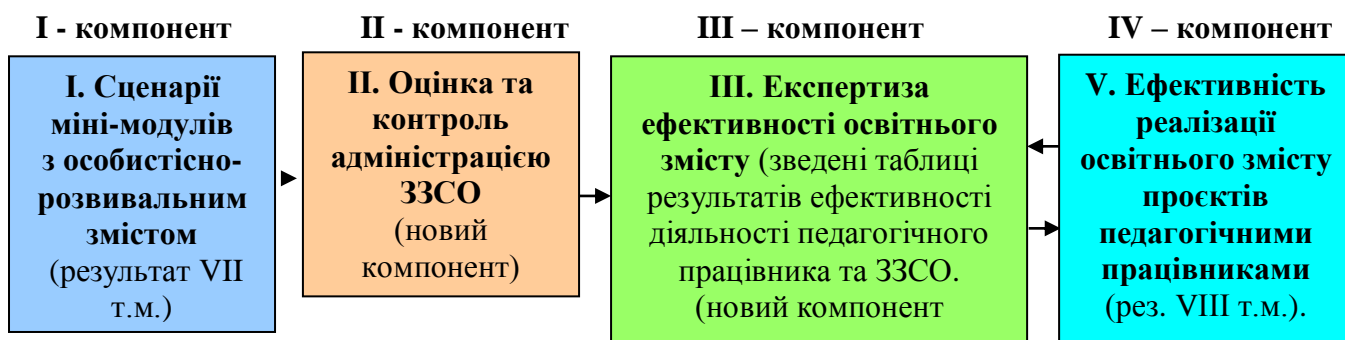 I - компонент
II - компонент
III – компонент
IV – компонент
I. Сценарії
міні-модулів
з особистісно-
розвивальним
змістом
(результат VII
т.м.)
II. Оцінка та
контроль
адміністрацією
ЗЗСО
(новий
компонент)
III. Експертиза
ефективності освітнього
змісту (зведені таблиці
результатів ефективності
діяльності педагогічного
працівника та ЗЗСО.
(новий компонент
V. Ефективність
реалізації
освітнього змісту
проєктів
педагогічними
працівниками
(рез. VIII т.м.).